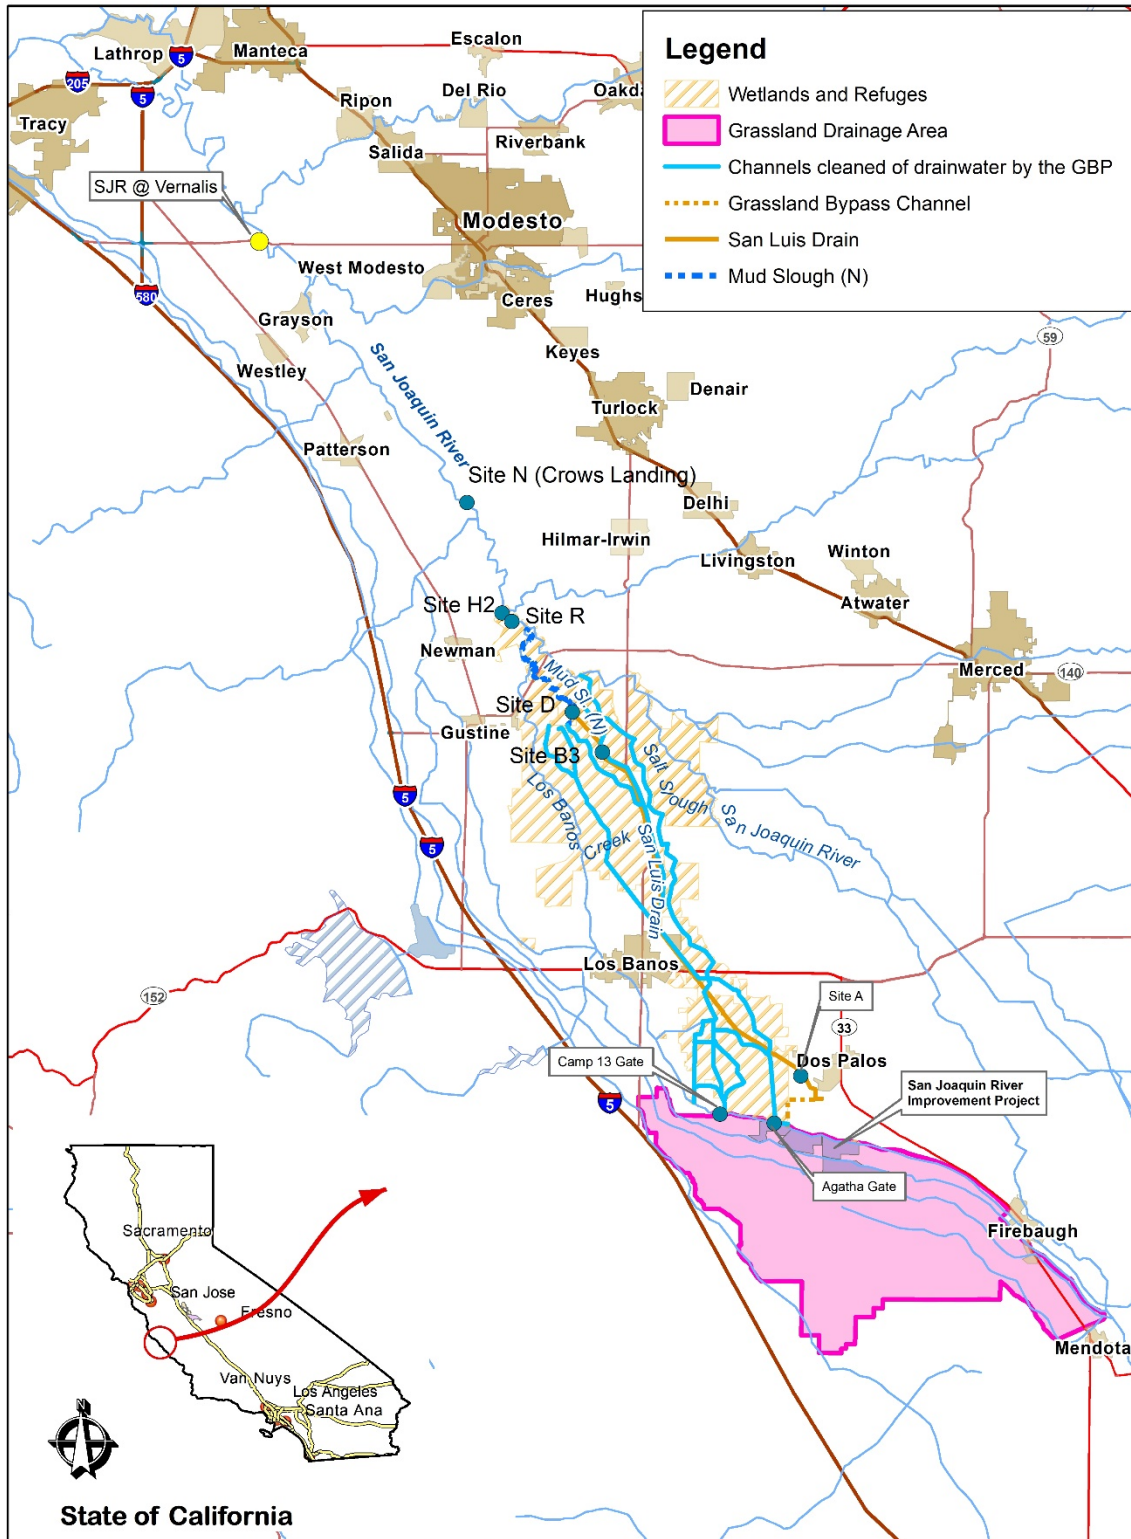 Lathrop
Manteca
Escalon
5
205
5
Del Rio
Oakda
Tracy
Ripon
Riverbank
Salida
SJR @ Vernalis
Modesto
West Modesto
580
Ceres
Hughs
Grayson
Keyes
Westley
San Joaquin River
Denair
Turlock
59
Patterson
Site N (Crows Landing)
Delhi
Hilmar-Irwin
Livingston
Winton
Atwater
Site H2
Site R
Newman
Merced
140
Mud Sl. (N)
Site D
Gustine
Site B3
Salt Slough
Los Banos Creek
San Joaquin River
5
5
San Luis Drain
Los Banos
152
Site A
33
Dos Palos
Camp 13 Gate
San Joaquin River
Improvement Project
5
Agatha Gate
Firebaugh
Mendota
Legend
Wetlands and Refuges
Grassland Drainage Area
Channels cleaned of drainwater by the GBP
Grassland Bypass Channel
San Luis Drain
Mud Slough (N)
Sacramento
San Jose
Fresno
Van Nuys
Los Angeles
Santa Ana
N
State of California